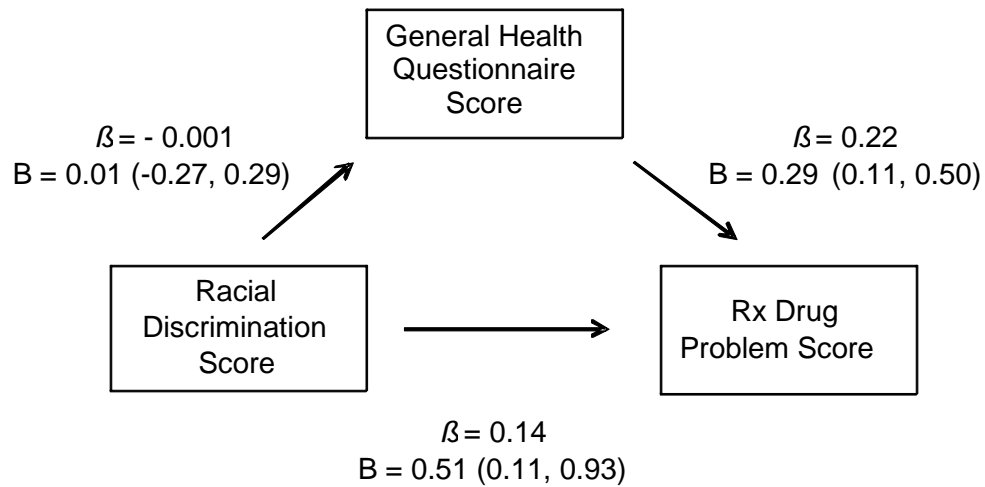 General Health
Questionnaire
Score
ß = - 0.001
B = 0.01 (-0.27, 0.29)
ß = 0.22
B = 0.29 (0.11, 0.50)
Racial
Discrimination
Score
Rx Drug
Problem Score
ß = 0.14
B = 0.51 (0.11, 0.93)